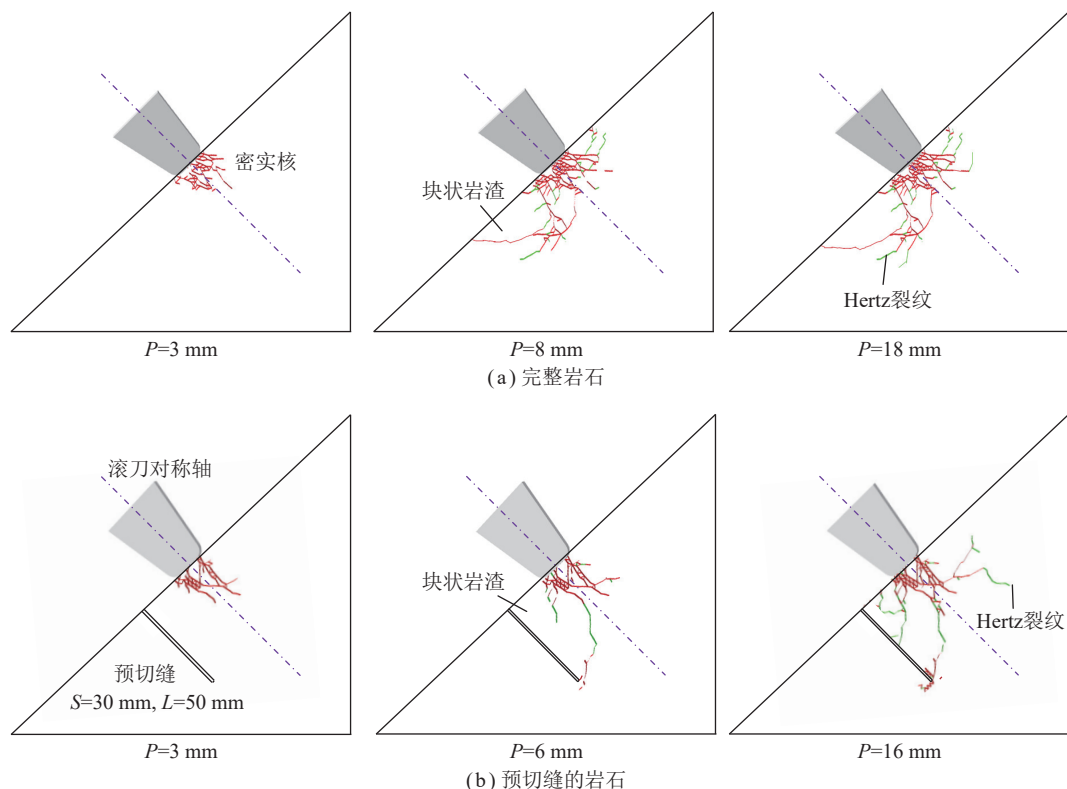 密实核
块状岩渣
Hertz裂纹
P=3 mm
P=8 mm
P=18 mm
(a) 完整岩石
滚刀对称轴
预切缝
S=30 mm, L=50 mm
块状岩渣
Hertz裂纹
P=3 mm
P=6 mm
P=16 mm
(b) 预切缝的岩石